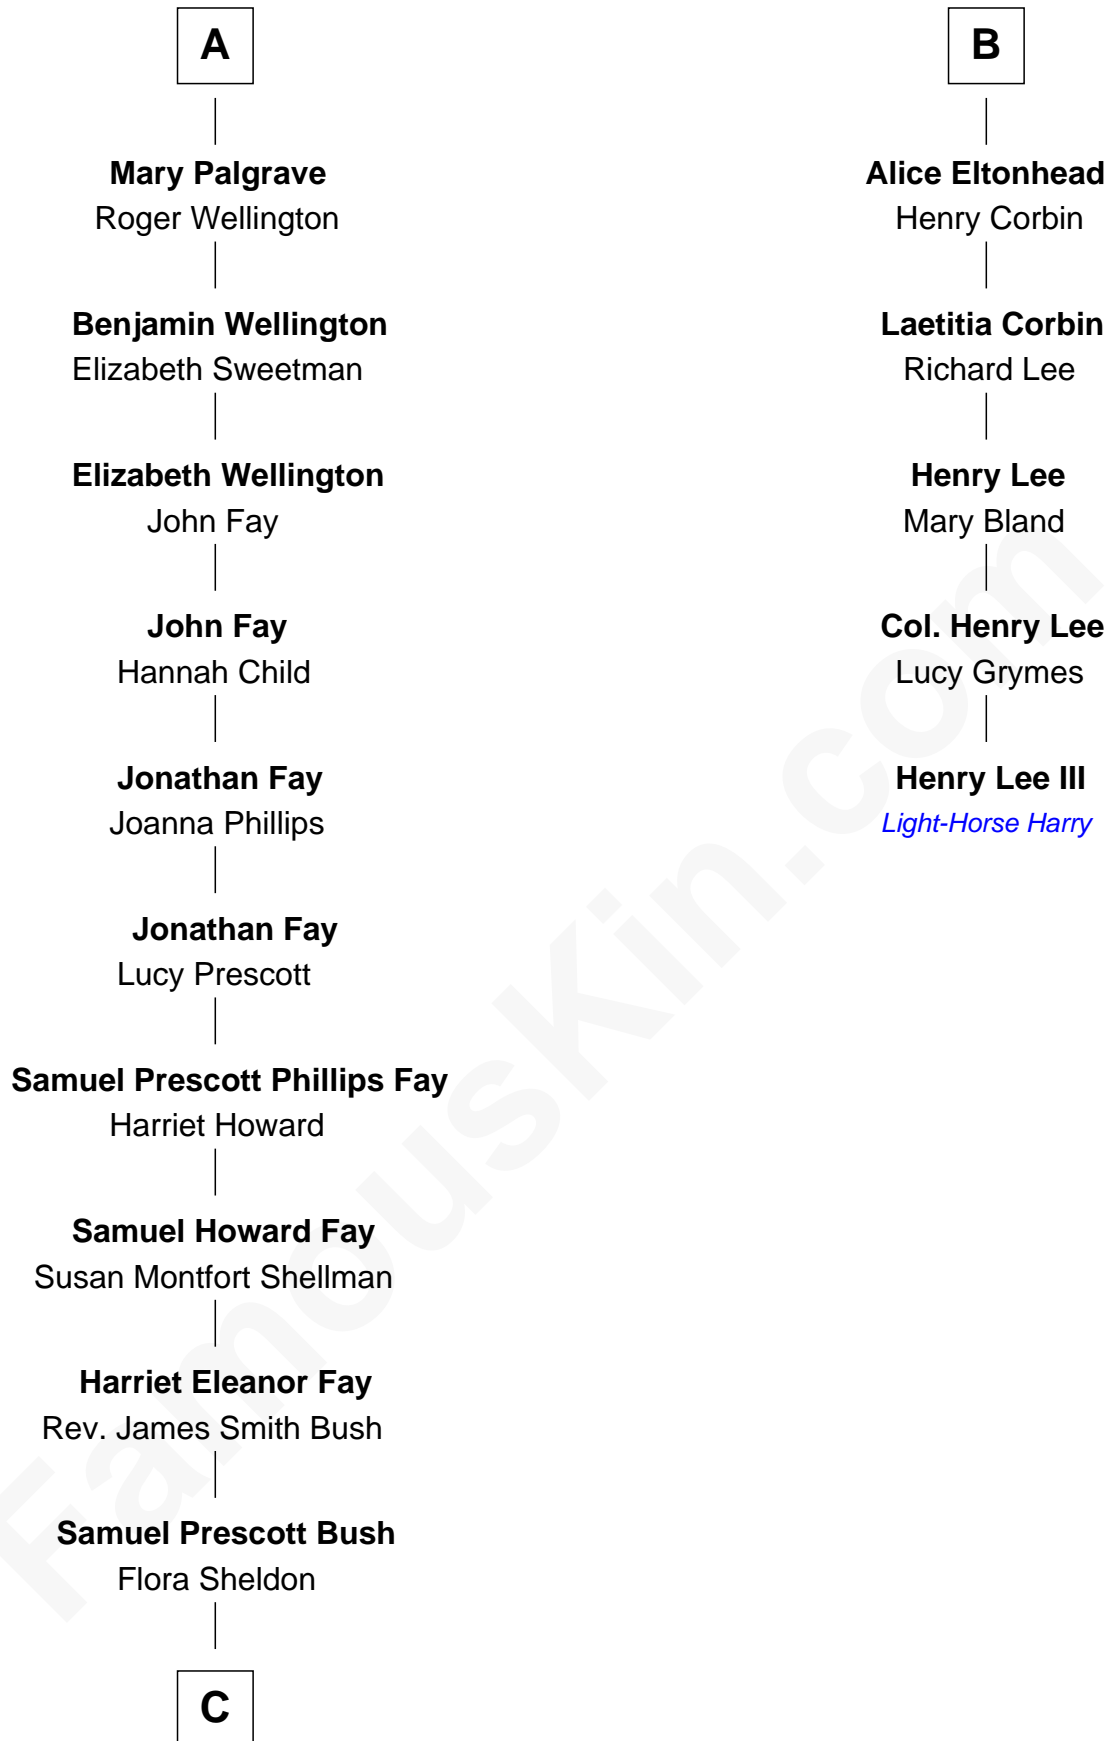 A
Mary Palgrave
Roger Wellington
Benjamin Wellington
Elizabeth Sweetman
Elizabeth Wellington
John Fay
John Fay
Hannah Child
Jonathan Fay
Joanna Phillips
Jonathan Fay
Lucy Prescott
Samuel Prescott Phillips Fay
Harriet Howard
Samuel Howard Fay
Susan Montfort Shellman
Harriet Eleanor Fay
Rev. James Smith Bush
Samuel Prescott Bush
Flora Sheldon
C
B
Alice Eltonhead
Henry Corbin
Laetitia Corbin
Richard Lee
Henry Lee
Mary Bland
Col. Henry Lee
Lucy Grymes
Henry Lee III
Light-Horse Harry
FamousKin.com